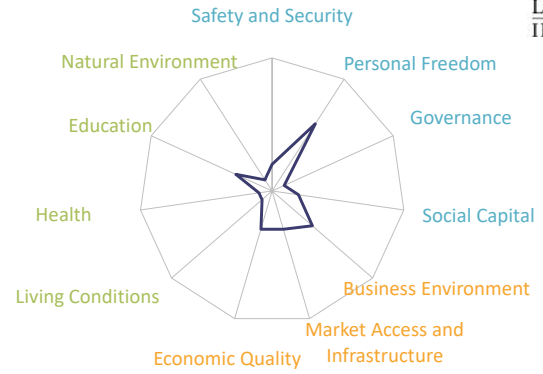 Safety and Security
Natural Environment
Personal Freedom
Education
Governance
Health
Social Capital
Business Environment
Living Conditions
Market Access and
Infrastructure
Economic Quality